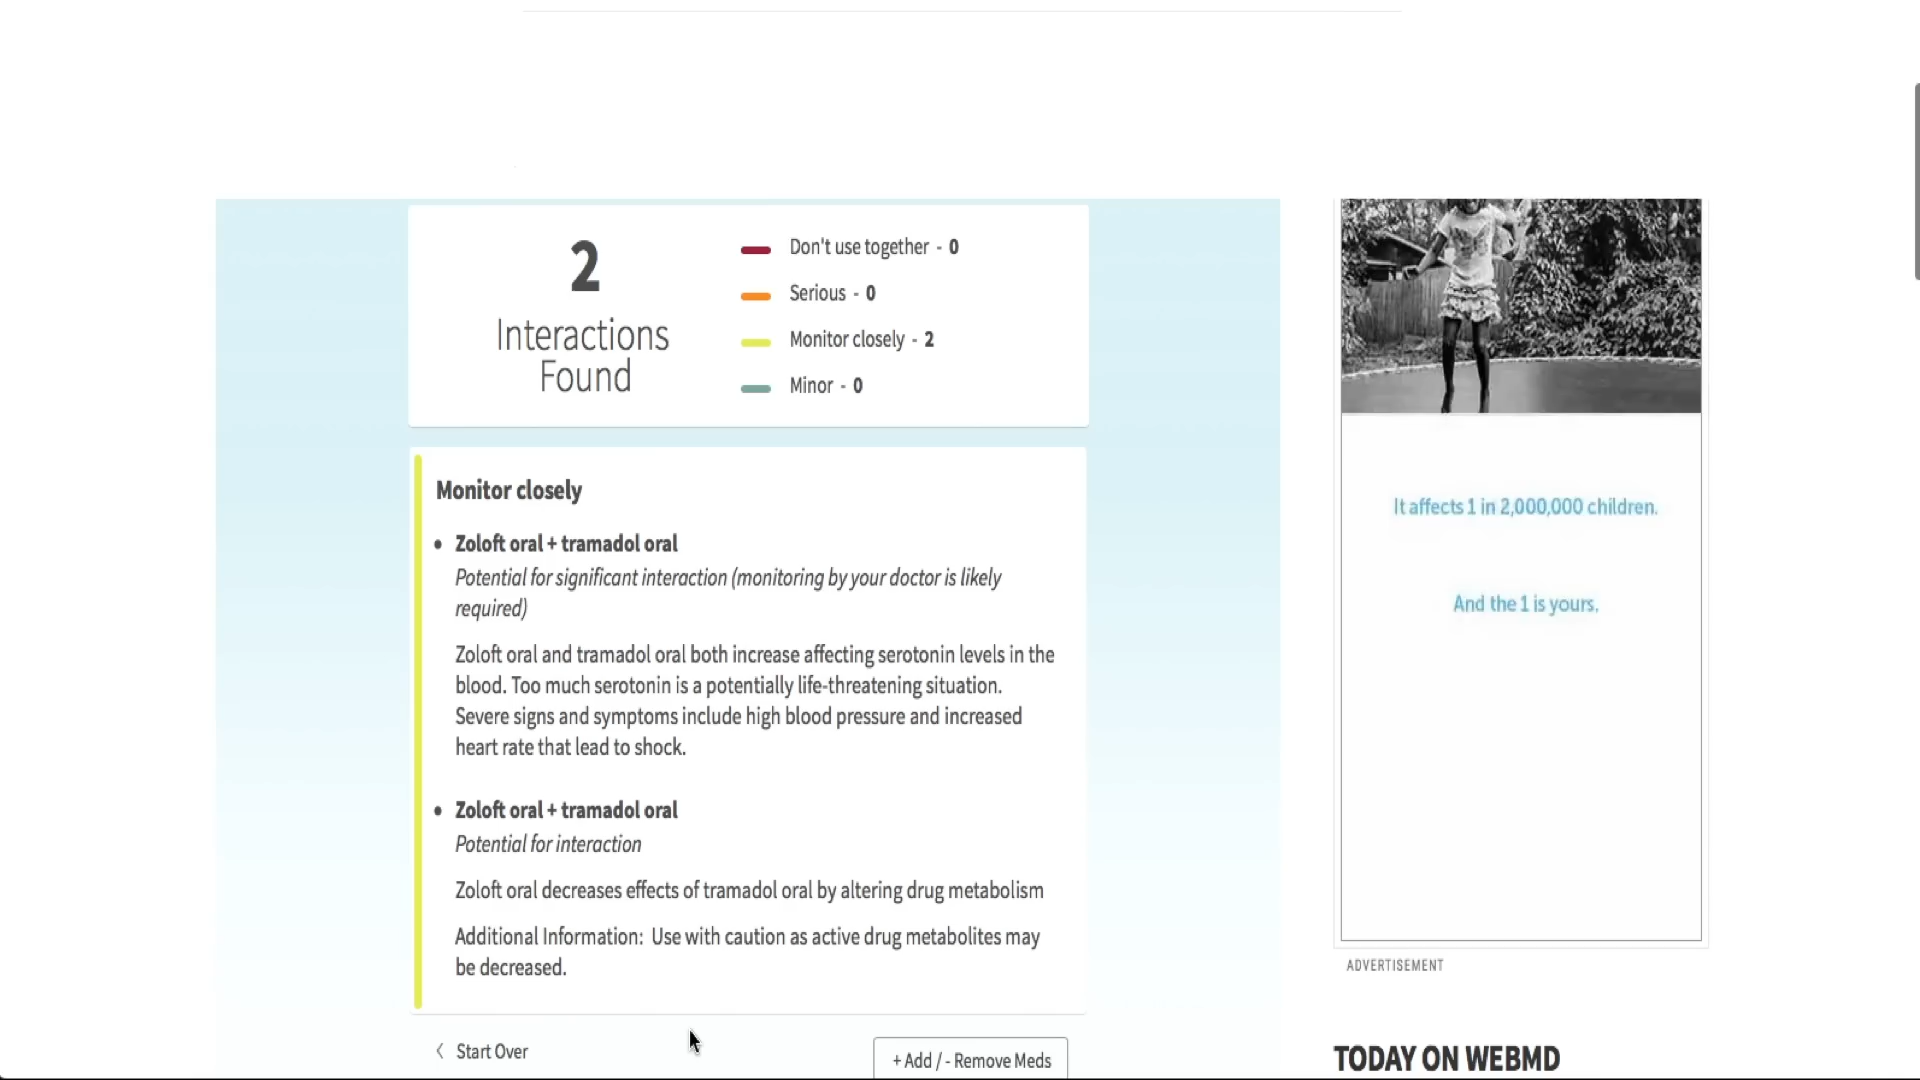 2
Interactions
Found
Don't use together - 0
Serious - 0
Monitor closely - 2
Minor - 0
Monitor closely
• Zoloft oral + tramadol oral
Potential for significant interaction (monitoring by your doctor is likely
required)
Zoloft oral and tramadol oral both increase affecting serotonin levels in the
blood. Too much serotonin is a potentially life-threatening situation.
Severe signs and symptoms include high blood pressure and increased
heart rate that lead to shock.
• Zoloft oral + tramadol oral
Potential for interaction
Zoloft oral decreases effects of tramadol oral by altering drug metabolism
Additional Information: Use with caution as active drug metabolites may
be decreased.
< Start Over
+ Add / - Remove Meds
It affects 1 in 2,000,000 children.
And the 1 is yours.
ADVERTISEMENT
TODAY ON WEBMD